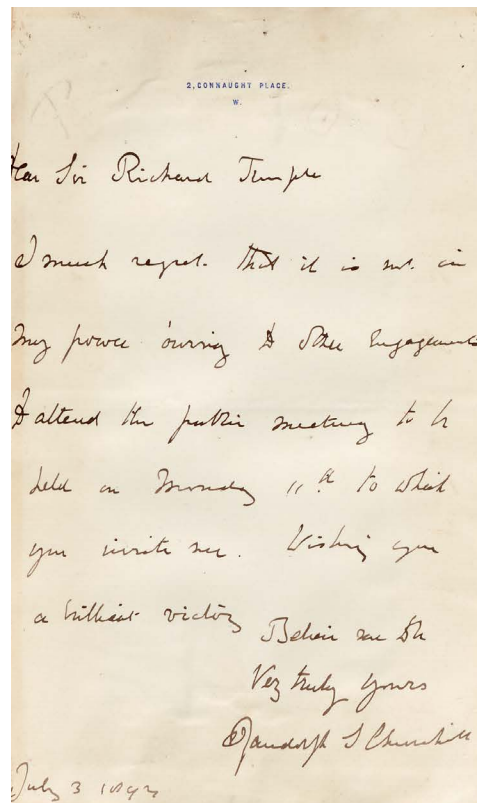 2, CONNAUGHT PLACE.
W.
Dear Sir Richard Temple
I much regret that it is not in
my power owing to other Engagements
to attend the public meeting to be
held on Monday 11th to which
you invite me. Wishing you
a brilliant victory
Believe me to be
Very truly yours
Randolph S Churchill
July 3